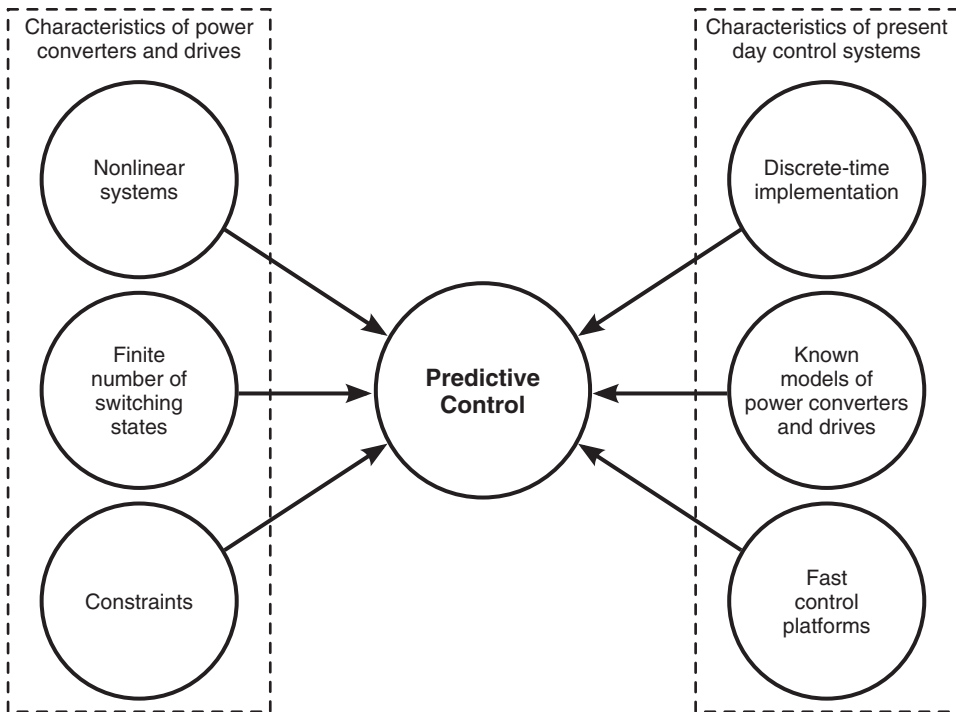 Characteristics of power
converters and drives
Nonlinear
systems
Finite
number of
switching
states
Constraints
Predictive
Control
Characteristics of present
day control systems
Discrete-time
implementation
Known
models of
power converters
and drives
Fast
control
platforms